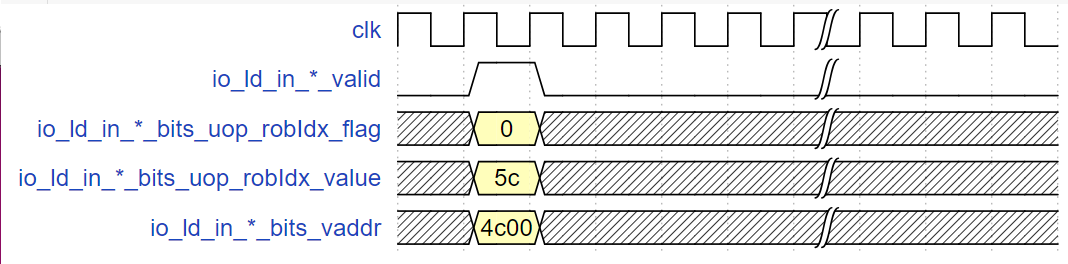 clk
io_ld_in_*_valid
io_ld_in_*_bits_uop_robIdx_flag 0
io_ld_in_*_bits_uop_robIdx_value 5c
io_ld_in_*_bits_vaddr 4c00